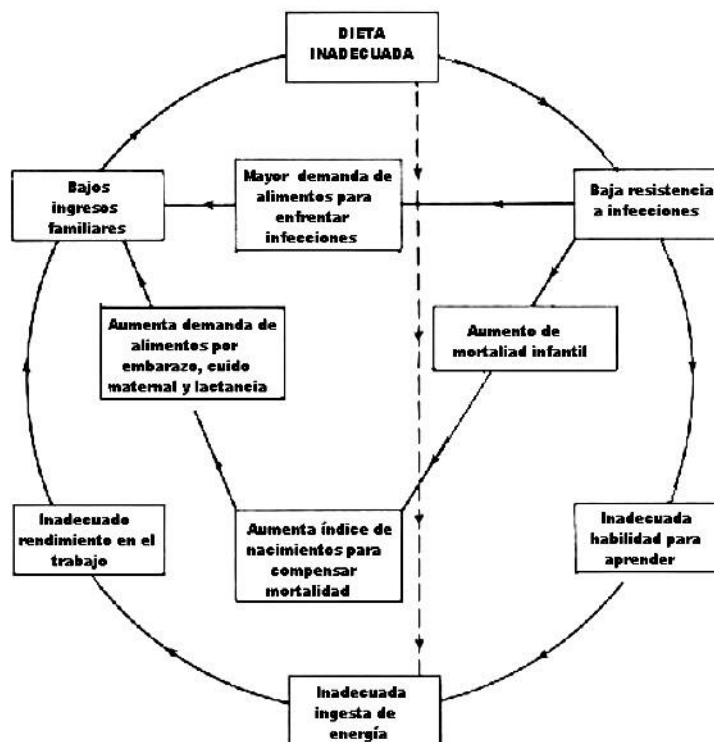 DIETA
INADECUADA
Bajos
ingresos
familiares
Mayor demanda de
alimentos para
enfrentar
infecciones
Baja resistencia
a infecciones
Aumenta demanda de
alimentos por
embarazo, cuido
maternal y lactancia
Aumento de
mortaliad infantil
Inadecuado
rendimiento en el
trabajo
Aumenta índice de
nacimientos para
compensar
mortalidad
Inadecuada
habilidad para
aprender
Inadecuada
ingesta de
energía